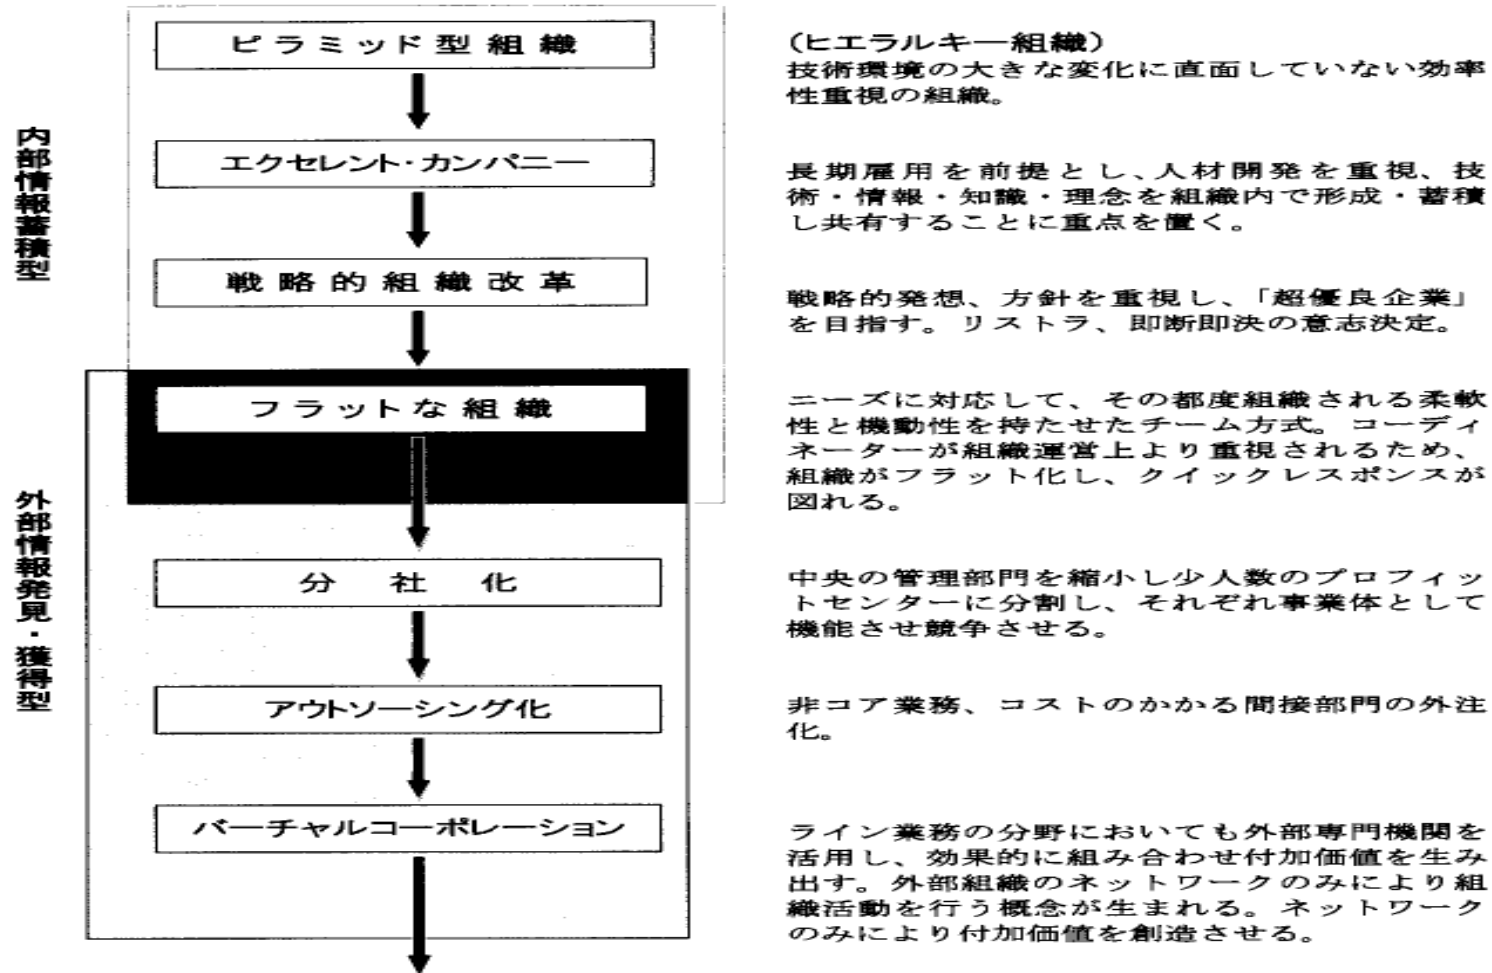 ピラミッド型組織
(ヒエラルキー組織)
技術環境の大きな変化に直面していない効率
性重視の組織。
内部情報蓄積型
エクセレント・カンパニー
長期雇用を前提とし、人材開発を重視、技
術・情報・知識・理念を組織内で形成・蓄積
し共有することに重点を置く。
戦略的組織改革
戦略的発想、方針を重視し、「超優良企業」
を目指す。リストラ、即断即決の意志決定。
フラットな組織
ニーズに対応して、その都度組織される柔軟
性と機動性を持たせたチーム方式。コーディ
ネーターが組織運営上より重視されるため、
組織がフラット化し、クイックレスポンスが
図れる。
外部情報発見・獲得型
分社化
中央の管理部門を縮小し少人数のプロフィッ
トセンターに分割し、それぞれ事業体として
機能させ競争させる。
アウトソーシング化
非コア業務、コストのかかる間接部門の外注
化。
バーチャルコーポレーション
ライン業務の分野においても外部専門機関を
活用し、効果的に組み合わせ付加価値を生み
出す。外部組織のネットワークのみにより組
織活動を行う概念が生まれる。ネットワーク
のみにより付加価値を創造させる。